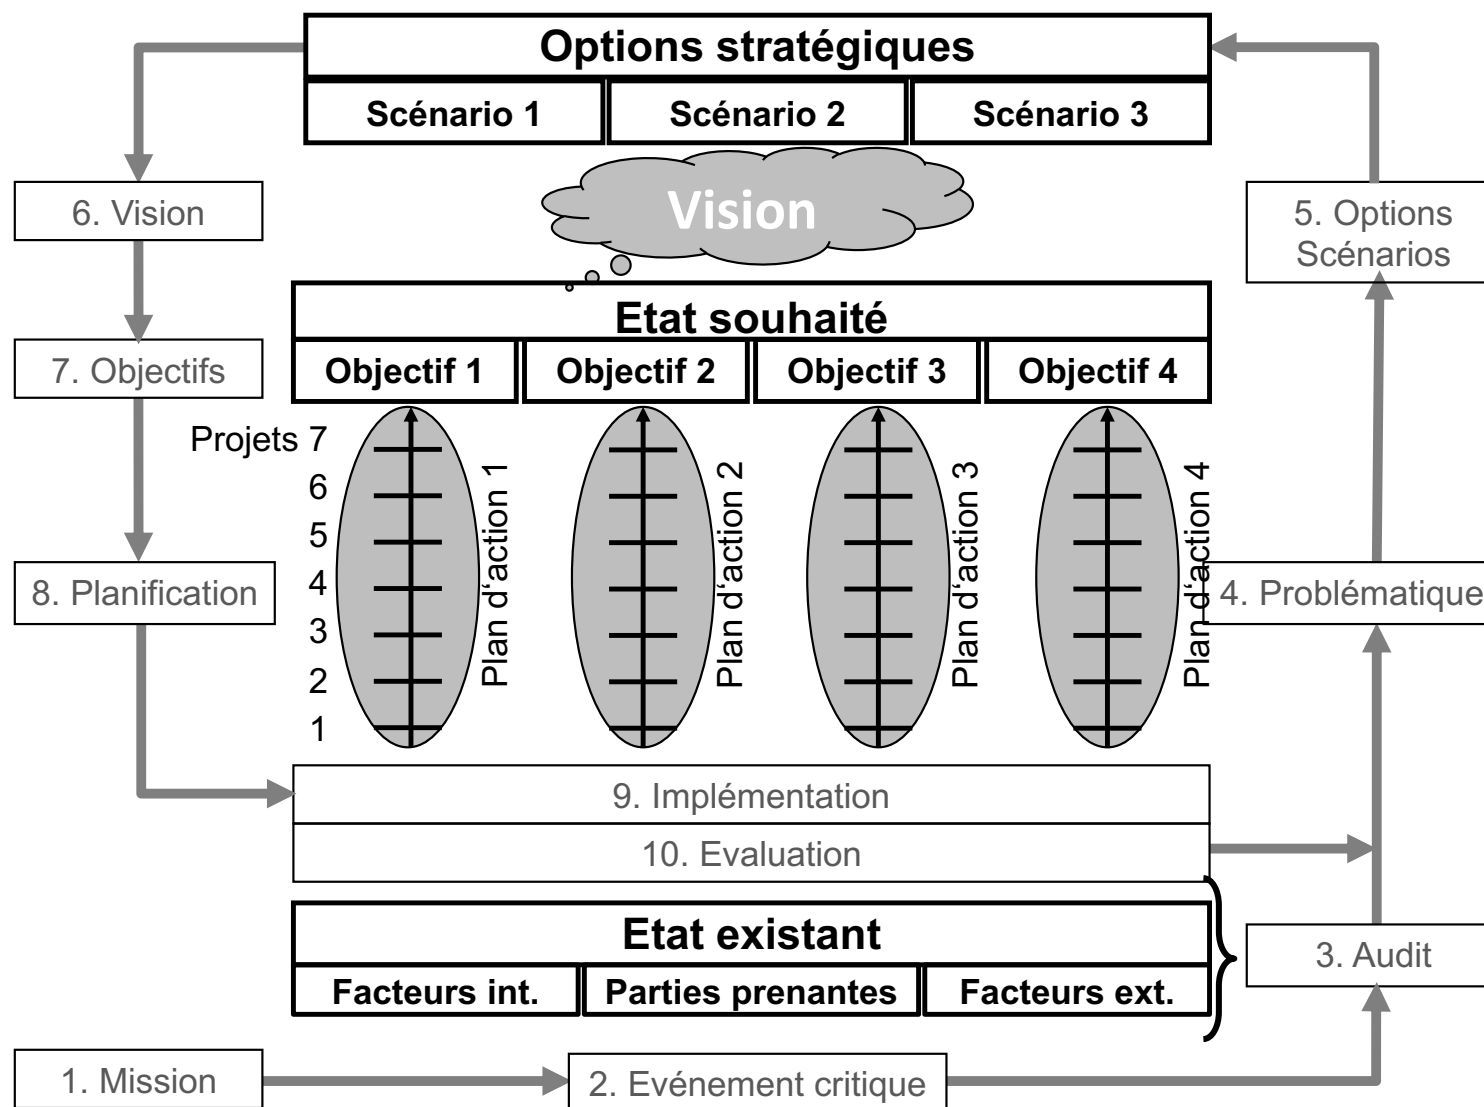 Options stratégiques
Scénario 1
Scénario 2
Scénario 3
Vision
6. Vision
5. Options
Scénarios
Etat souhaité
7. Objectifs
Objectif 1
Objectif 2
Objectif 3
Objectif 4
Projets 7
6
5
4
3
2
1
Plan d‘action 1
Plan d‘action 2
Plan d‘action 3
Plan d‘action 4
8. Planification
4. Problématique
9. Implémentation
10. Evaluation
Etat existant
Facteurs int.
Parties prenantes
Facteurs ext.
3. Audit
1. Mission
2. Evénement critique